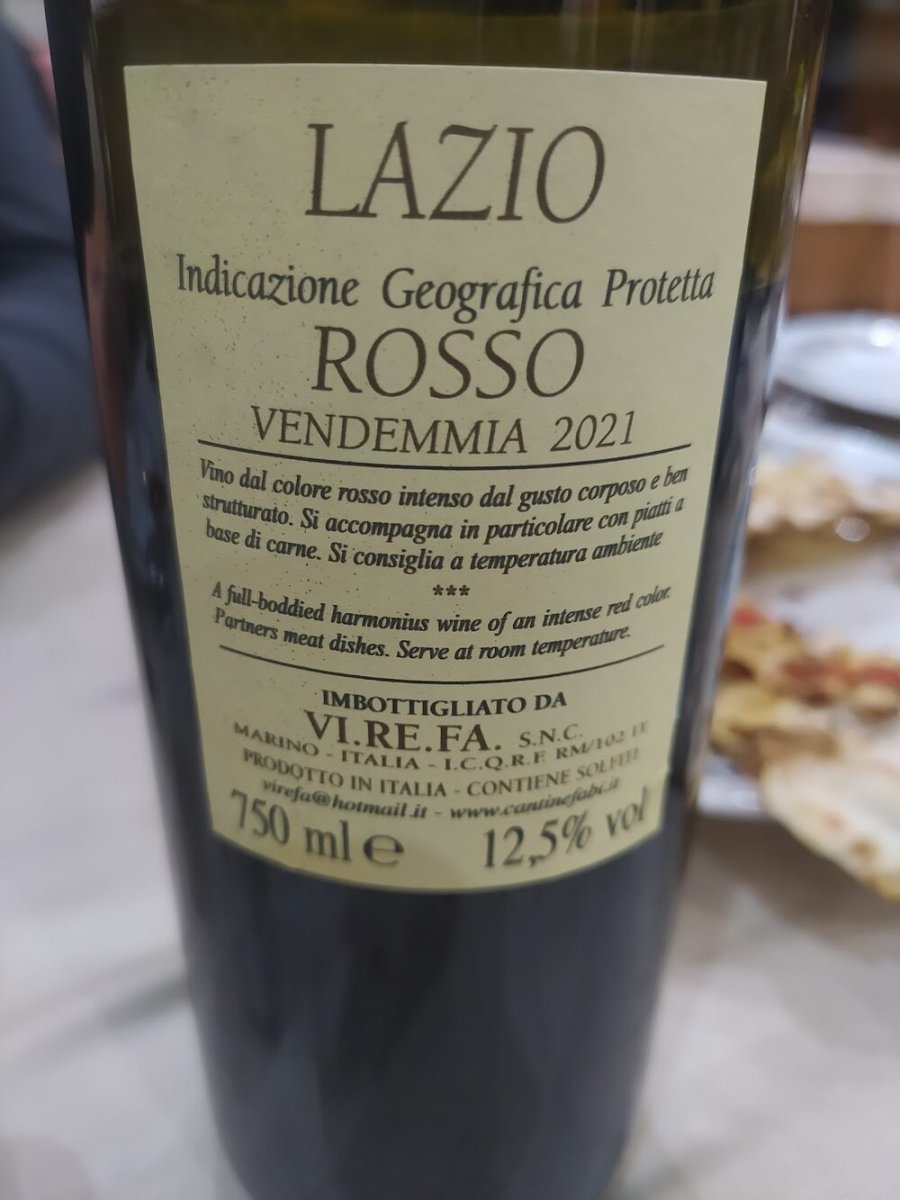 LAZIO
Indicazione Geografica Protetta
ROSSO
VENDEMMIA 2021
Vino dal colore rosso intenso dal gusto corposo e ben
strutturato. Si accompagna in particolare con piatti a
base di carne. Si consiglia a temperatura ambiente
***
A full-boddied harmonius wine of an intense red color.
Partners meat dishes. Serve at room temperature.
IMBOTTIGLIATO DA
VI.RE.FA. S.N.C.
MARINO - ITALIA - I.C.Q.R.F. RM/102
PRODOTTO IN ITALIA - CONTIENE SOLFITI
virefa@hotmail.it - www.cantinefabi.it
750 ml e 12,5% vol